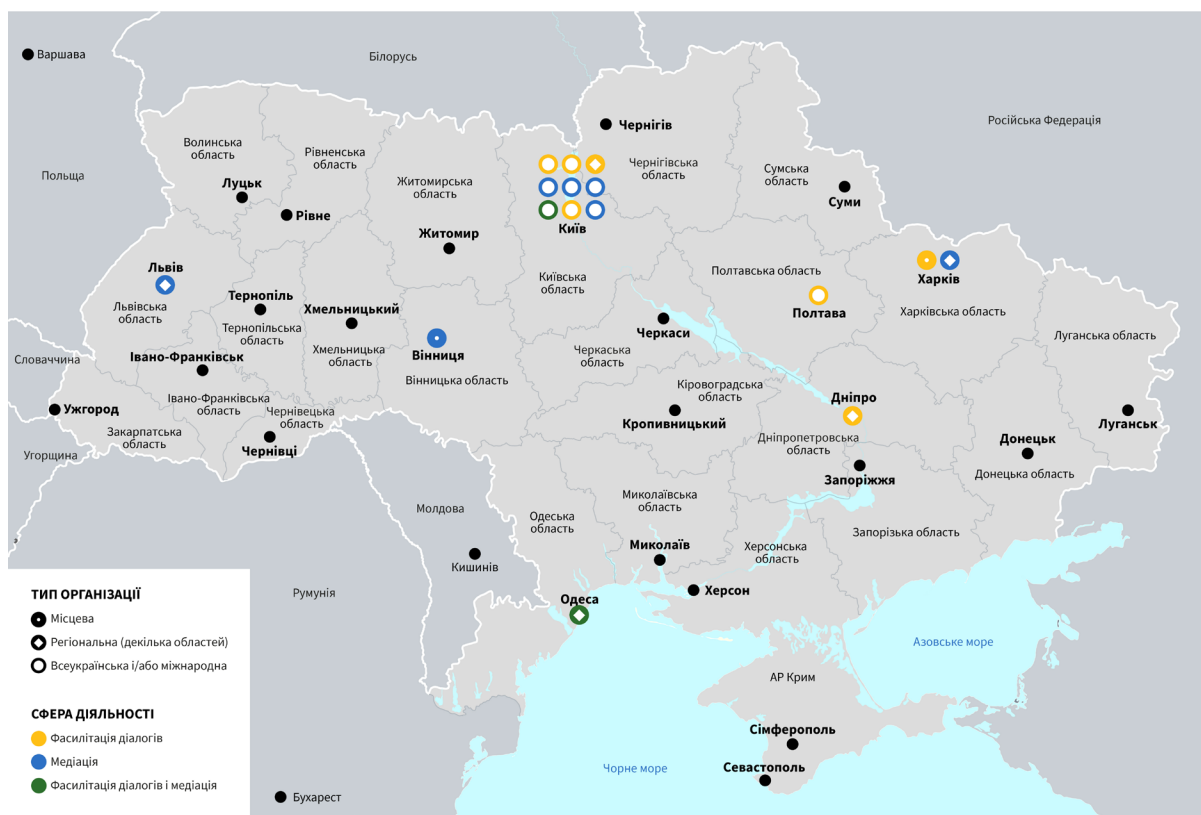 Варшава
Білорусь
Російська Федерація
Польща
Чернігів
Волинська
область
Рівненська
область
Чернігівська
область
Сумська
область
Житомирська
область
Луцьк
Рівне
Суми
Житомир
Київ
Львів
Львівська
область
Тернопіль
Тернопільська
область
Хмельницький
Хмельницька
область
Київська
область
Полтавська область
Полтава
Харків
Харківська область
Черкаси
Черкаська
область
Луганська область
Словаччина
Івано-Франківськ
Івано-Франківська
область
Вінниця
Вінницька область
Кіровоградська
область
Кропивницький
Дніпро
Дніпропетровська
область
Ужгород
Закарпатська
область
Чернівецька
область
Чернівці
Луганськ
Донецьк
Донецька область
Угорщина
Запоріжжя
Запорізька область
Молдова
Кишинів
Одеська
область
Миколаївська
область
Миколаїв
Херсонська
область
Херсон
Одеса
Румунія
Азовське море
АР Крим
Сімферополь
Севастополь
Чорне море
Бухарест
ТИП ОРГАНІЗАЦІЇ
Місцева
Регіональна (декілька областей)
Всеукраїнська і/або міжнародна
СФЕРА ДІЯЛЬНОСТІ
Фасилітація діалогів
Медіація
Фасилітація діалогів і медіація